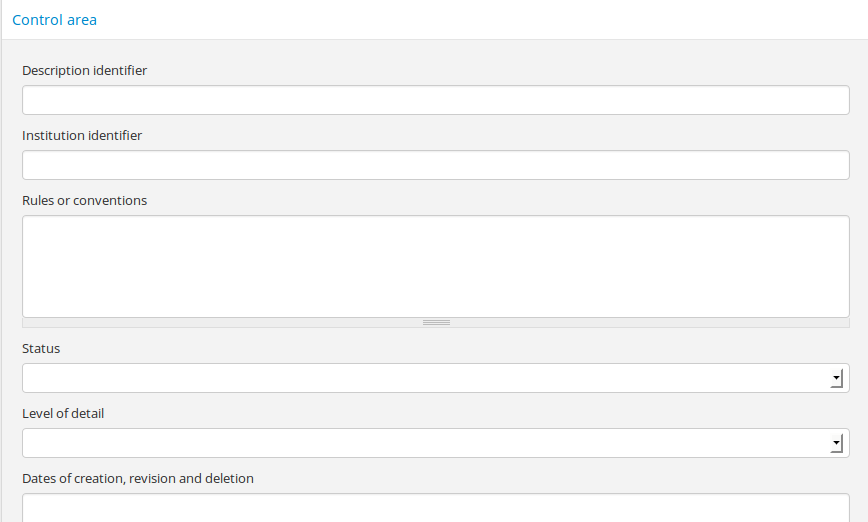 Control area
Description identifier
Institution identifier
Rules or conventions
Status
Level of detail
Dates of creation, revision and deletion